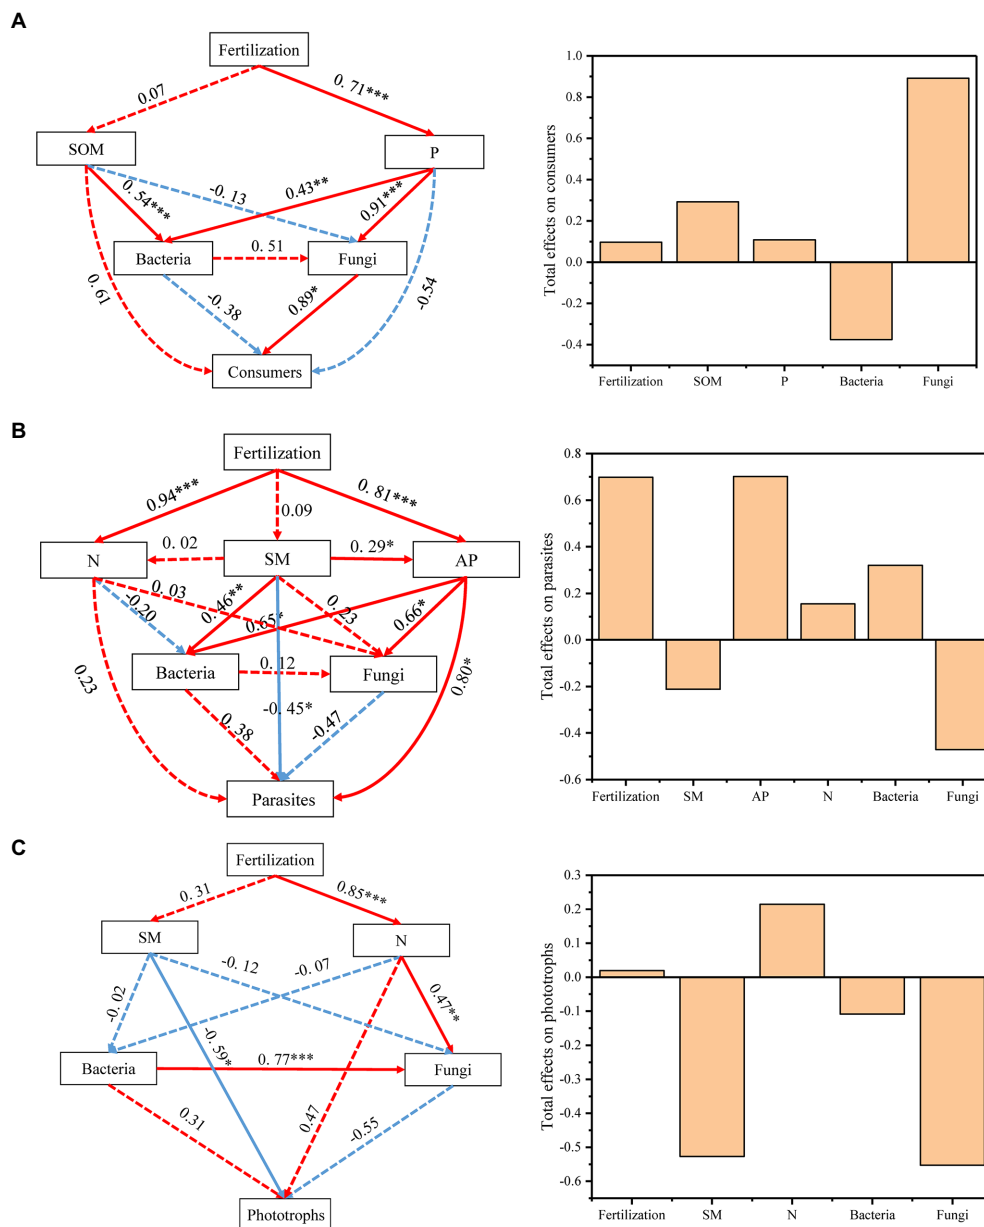 A
Fertilization
0.07
0. 71***
SOM
P
0. 54***
-0. 13
0.43**
0.91***
Bacteria
0. 51
Fungi
0. 61
-0. 38
0.89*
-0.54
Consumers
Total effects on consumers
1.0
0.8
0.6
0.4
0.2
0.0
-0.2
-0.4
Fertilization SOM P Bacteria Fungi
B
Fertilization
0.94***
0.09
0. 81***
N
0. 02
SM
0. 29*
AP
-0.20
0. 03
0.46**
0.65*
0.23
0.66*
Bacteria
0. 12
Fungi
0.23
0.38
-0. 45*
-0.47
0.80*
Parasites
Total effects on parasites
0.8
0.6
0.4
0.2
0.0
-0.2
-0.4
-0.6
Fertilization SM AP N Bacteria Fungi
C
Fertilization
0. 31
0.85***
SM
N
-0. 02
-0. 12
-0. 07
0.47**
-0. 59*
Bacteria
0. 77***
Fungi
0.31
0.47
-0.55
Phototrophs
Total effects on phototrophs
0.3
0.2
0.1
0.0
-0.1
-0.2
-0.3
-0.4
-0.5
-0.6
Fertilization SM N Bacteria Fungi